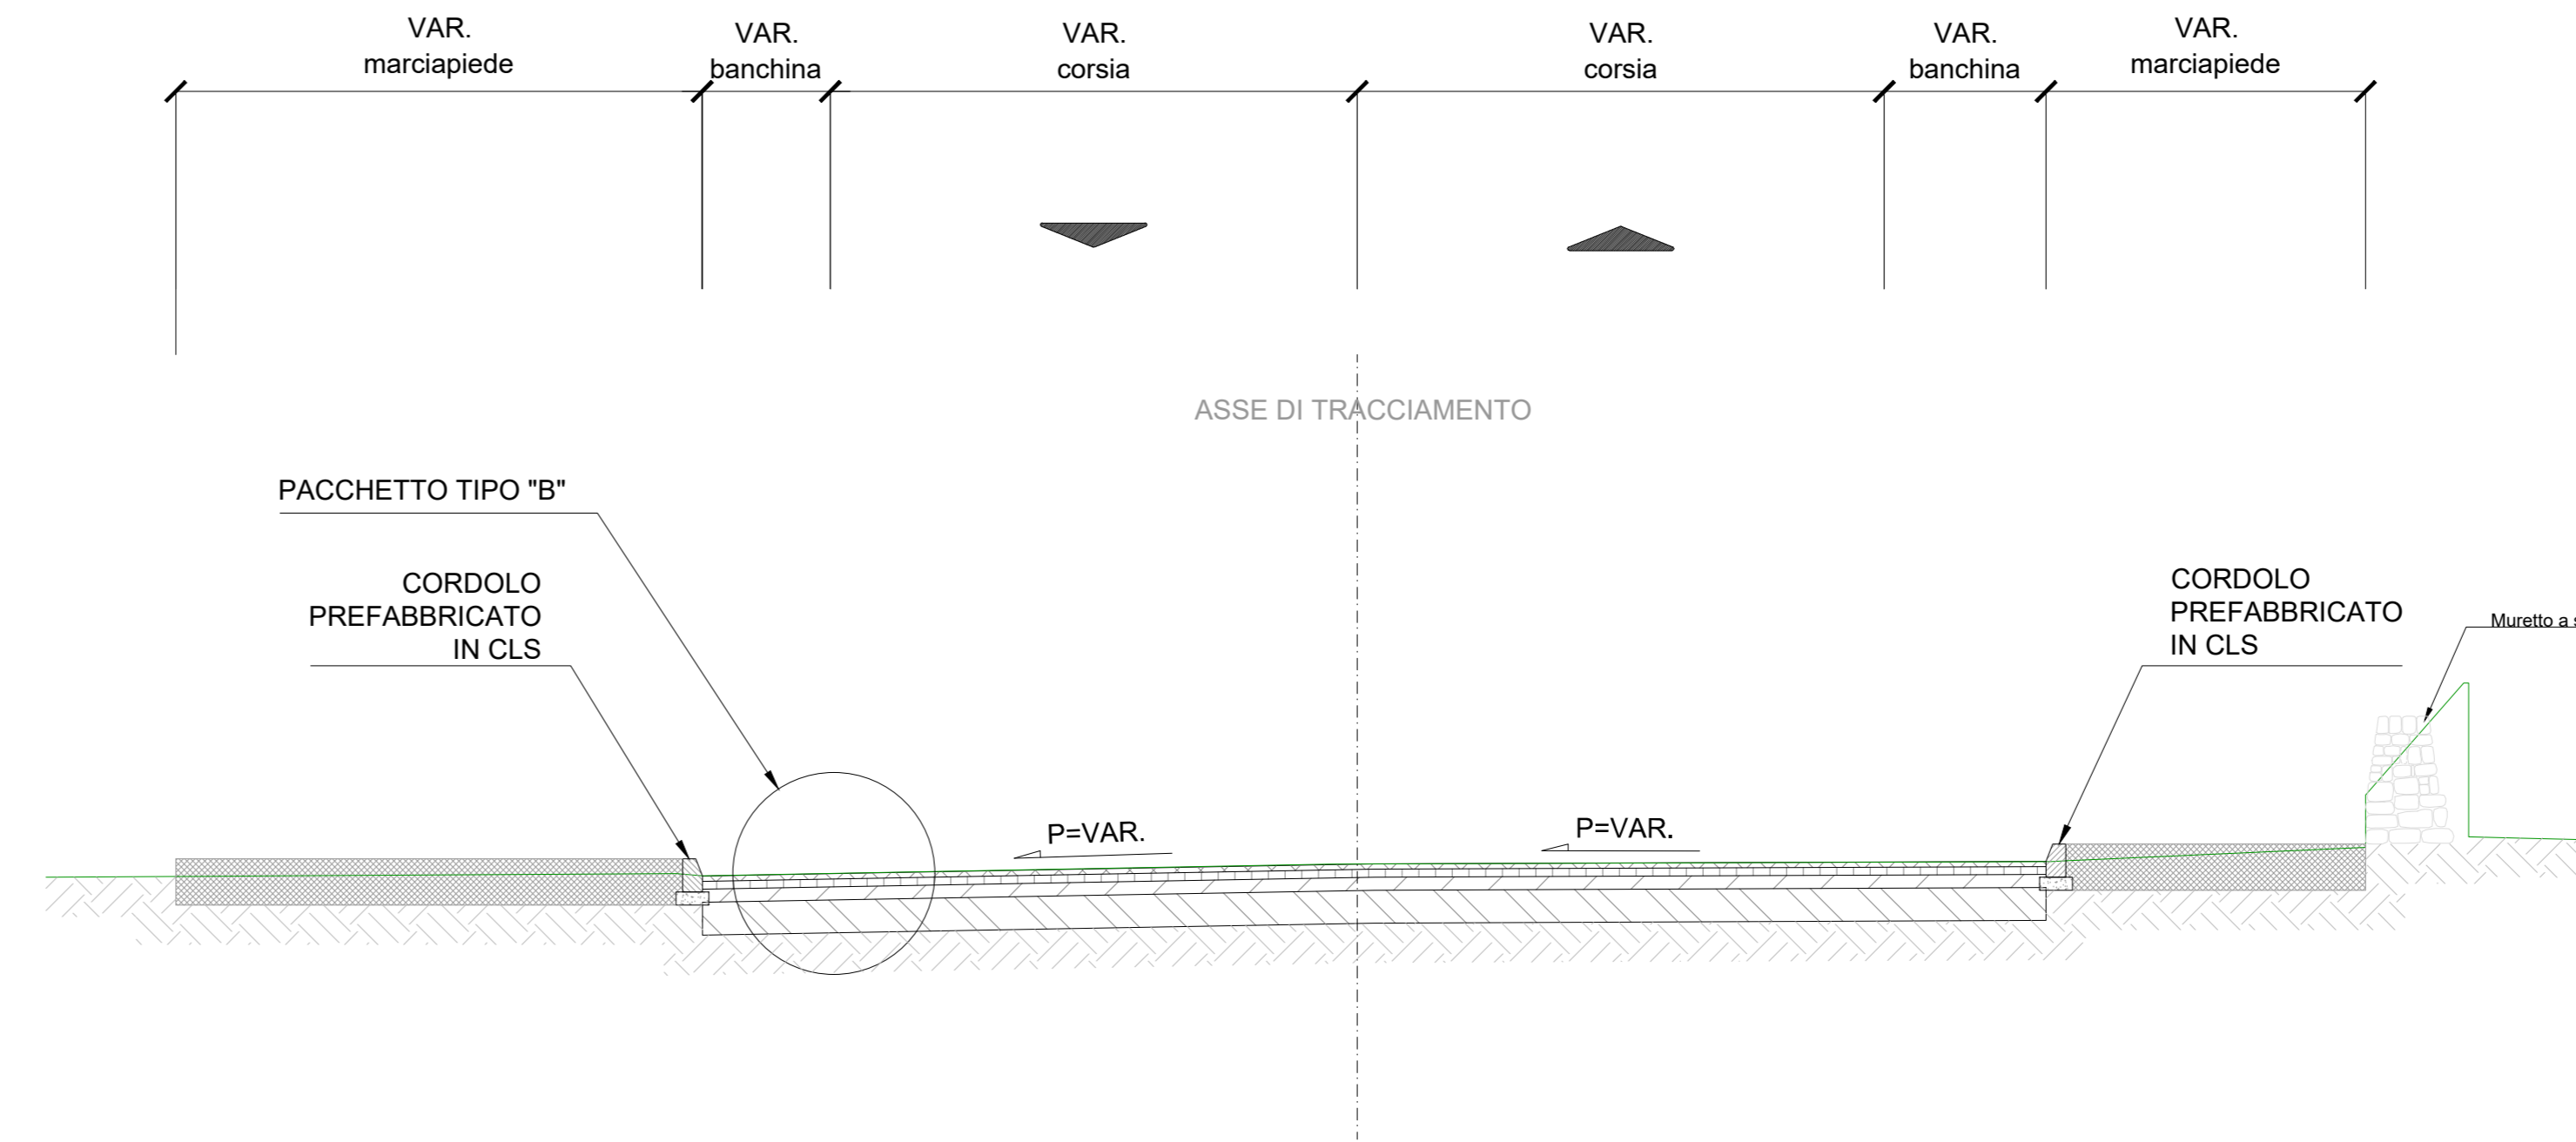 VAR.
marciapiede
VAR.
banchina
VAR.
corsia
VAR.
corsia
VAR.
banchina
VAR.
marciapiede
ASSE DI TRACCIAMENTO
PACCHETTO TIPO "B"
CORDOLO
PREFABBRICATO
IN CLS
CORDOLO
PREFABBRICATO
IN CLS
Muretto a
P=VAR.
P=VAR.